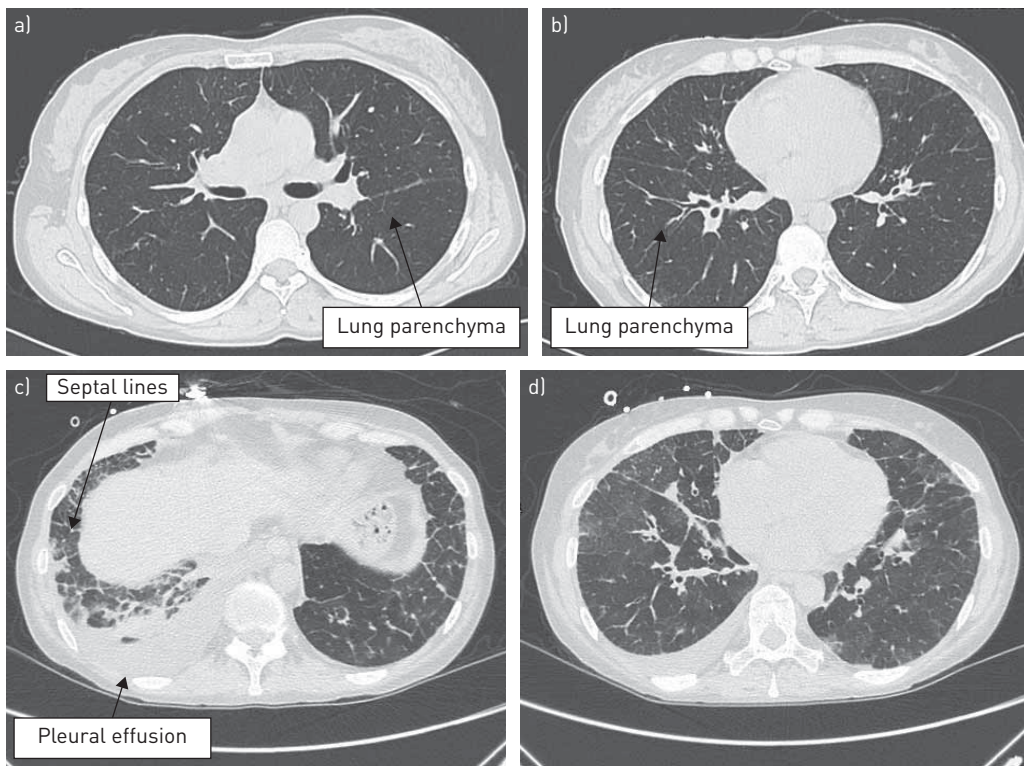 a)
b)
Lung parenchyma
Lung parenchyma
c)
Septal lines
d)
Pleural effusion